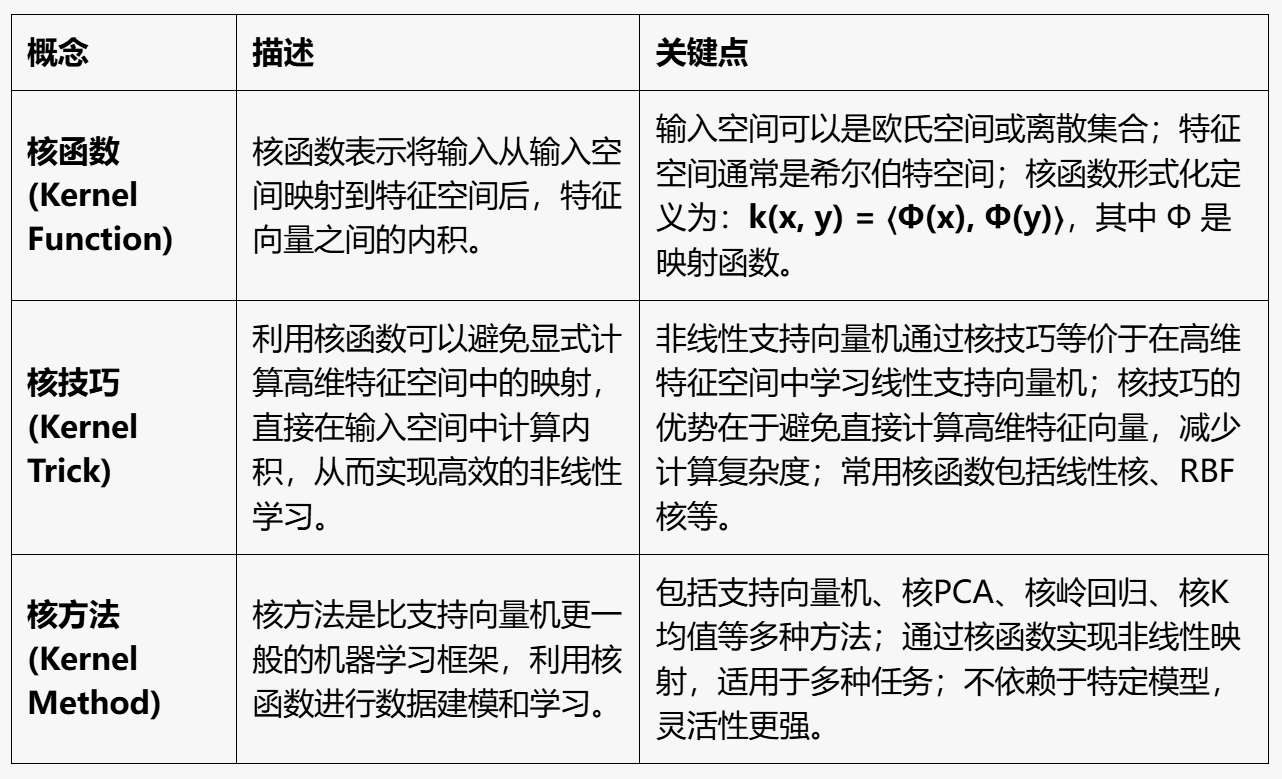 概念
描述
关键点
核函数
(Kernel
Function)
核函数表示将输入从输入空
间映射到特征空间后，特征
向量之间的内积。
输入空间可以是欧氏空间或离散集合；特征
空间通常是希尔伯特空间；核函数形式化定
义为：k(x, y) = ⟨Φ(x), Φ(y)⟩，其中 Φ 是
映射函数。
核技巧
(Kernel
Trick)
利用核函数可以避免显式计
算高维特征空间中的映射，
直接在输入空间中计算内
积，从而实现高效的非线性
学习。
非线性支持向量机通过核技巧等价于在高维
特征空间中学习线性支持向量机；核技巧的
优势在于避免直接计算高维特征向量，减少
计算复杂度；常用核函数包括线性核、RBF
核等。
核方法
(Kernel
Method)
核方法是比支持向量机更一
般的机器学习框架，利用核
函数进行数据建模和学习。
包括支持向量机、核PCA、核岭回归、核K
均值等多种方法；通过核函数实现非线性映
射，适用于多种任务；不依赖于特定模型，
灵活性更强。